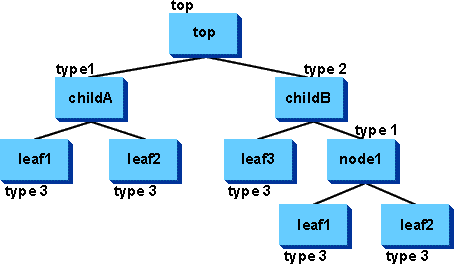 top
top
type1
type 2
childA
childB
type 1
leaf1
leaf2
leaf3
node1
type 3
type 3
type 3
leaf1
leaf2
type 3
type 3